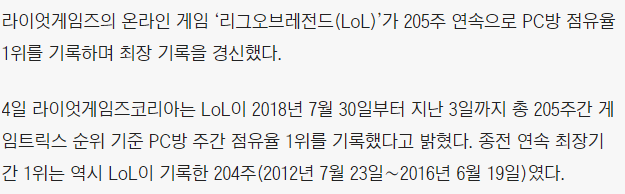 라이엇게임즈의 온라인 게임 ‘리그오브레전드(LoL)’가 205주 연속으로 PC방 점유율
1위를 기록하며 최장 기록을 경신했다.
4일 라이엇게임즈코리아는 LoL이 2018년 7월 30일부터 지난 3일까지 총 205주간 게
임트릭스 순위 기준 PC방 주간 점유율 1위를 기록했다고 밝혔다. 종전 연속 최장기
간 1위는 역시 LoL이 기록한 204주(2012년 7월 23일~2016년 6월 19일)였다.